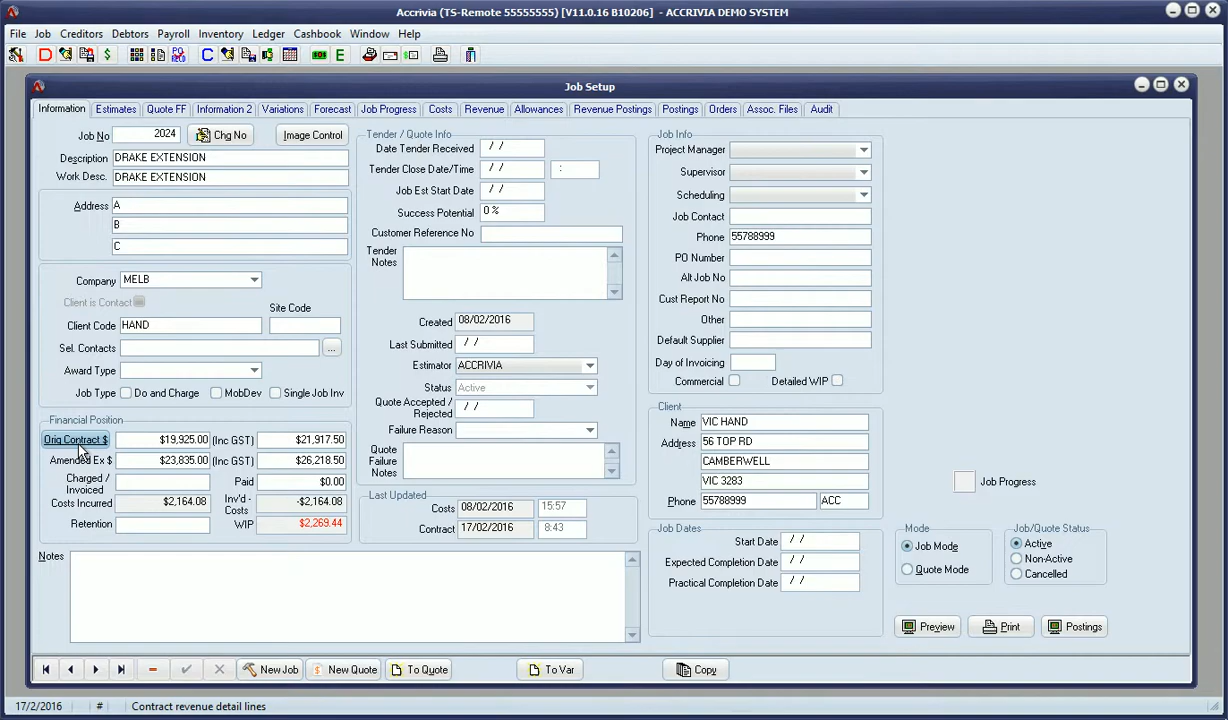 Accrivia (TS-Remote 55555555) [V11.0.16 B10206] - ACCRIVIA DEMO SYSTEM
File Job Creditors Debtors Payroll Inventory Ledger Cashbook Window Help
Job Setup
Information Estimates Quote FF Information 2 Variations Forecast Job Progress Costs Revenue Allowances Revenue Postings Postings Orders Assoc. Files Audit
Job No 2024 Chg No Image Control
Description DRAKE EXTENSION
Work Desc. DRAKE EXTENSION
Address A
B
C
Company MELB
Client is Contact
Site Code
Client Code HAND
Sel. Contacts ...
Award Type
Job Type Do and Charge MobDev Single Job Inv
Financial Position
Orig Contract $ $19,925.00 (Inc GST) $21,917.50
Amended Ex $ $23,835.00 (Inc GST) $26,218.50
Charged / Invoiced Paid $0.00
Costs Incurred $2,164.08 Inv'd - Costs -$2,164.08
Retention WIP $2,269.44
Notes
Tender / Quote Info
Date Tender Received / /
Tender Close Date/Time / / :
Job Est Start Date / /
Success Potential 0 %
Customer Reference No
Tender Notes
Created 08/02/2016
Last Submitted / /
Estimator ACCRIVIA
Status Active
Quote Accepted / Rejected / /
Failure Reason
Quote Failure Notes
Last Updated
Costs 08/02/2016 15:57
Contract 17/02/2016 8:43
Job Info
Project Manager
Supervisor
Scheduling
Job Contact
Phone 55788999
PO Number
Alt Job No
Cust Report No
Other
Default Supplier
Day of Invoicing
Commercial Detailed WIP
Client
Name VIC HAND
Address 56 TOP RD
CAMBERWELL
VIC 3283
Phone 55788999 ACC
Job Progress
Job Dates
Start Date / /
Expected Completion Date / /
Practical Completion Date / /
Mode
Job Mode
Quote Mode
Job/Quote Status
Active
Non-Active
Cancelled
Preview Print Postings
New Job New Quote To Quote To Var Copy
17/2/2016 # Contract revenue detail lines